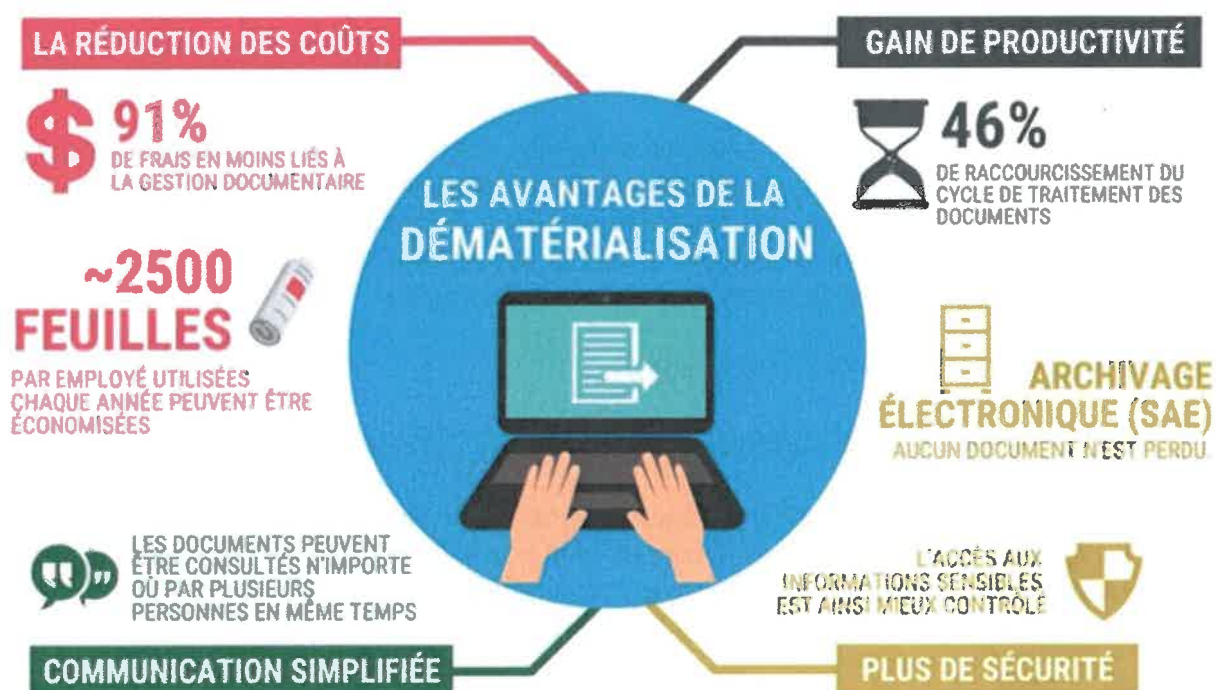 LA RÉDUCTION DES COÛTS
91%
DE FRAIS EN MOINS LIÉS À
LA GESTION DOCUMENTAIRE
~2500
FEUILLES
PAR EMPLOYÉ UTILISÉES
CHAQUE ANNÉE PEUVENT ÊTRE
ÉCONOMISÉES
LES AVANTAGES DE LA
DÉMATÉRIALISATION
GAIN DE PRODUCTIVITÉ
46%
DE RACCOURCISSEMENT DU
CYCLE DE TRAITEMENT DES
DOCUMENTS
ARCHIVAGE
ÉLECTRONIQUE (SAE)
AUCUN DOCUMENT N'EST PERDU
LES DOCUMENTS PEUVENT
ÊTRE CONSULTÉS N'IMPORTE
OÙ PAR PLUSIEURS
PERSONNES EN MÊME TEMPS
COMMUNICATION SIMPLIFIÉE
L'ACCÈS AUX
INFORMATIONS SENSIBLES
EST AINSI MIEUX CONTRÔLÉ
PLUS DE SÉCURITÉ